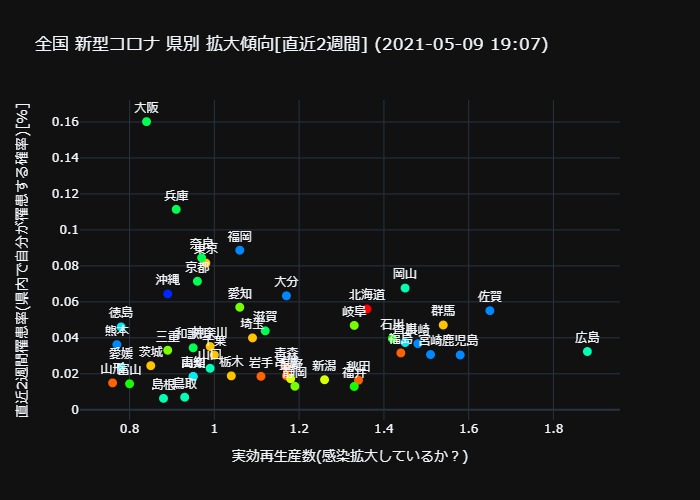 全国 新型コロナ 県別 拡大傾向[直近2週間] (2021-05-09 19:07)
直近2週間罹患率(県内で自分が罹患する確率)[%]
0.16
0.14
0.12
0.1
0.08
0.06
0.04
0.02
0
大阪
兵庫
奈良
東京
福岡
京都
沖縄
大分
岡山
愛知
北海道
佐賀
徳島
滋賀
岐阜
群馬
熊本
三重
埼玉
石川
広島
愛媛
茨城
栃木
岩手
新潟
秋田
福井
福島
宮崎
鹿児島
島根
鳥取
0.8
1
1.2
1.4
1.6
1.8
実効再生産数(感染拡大しているか？)